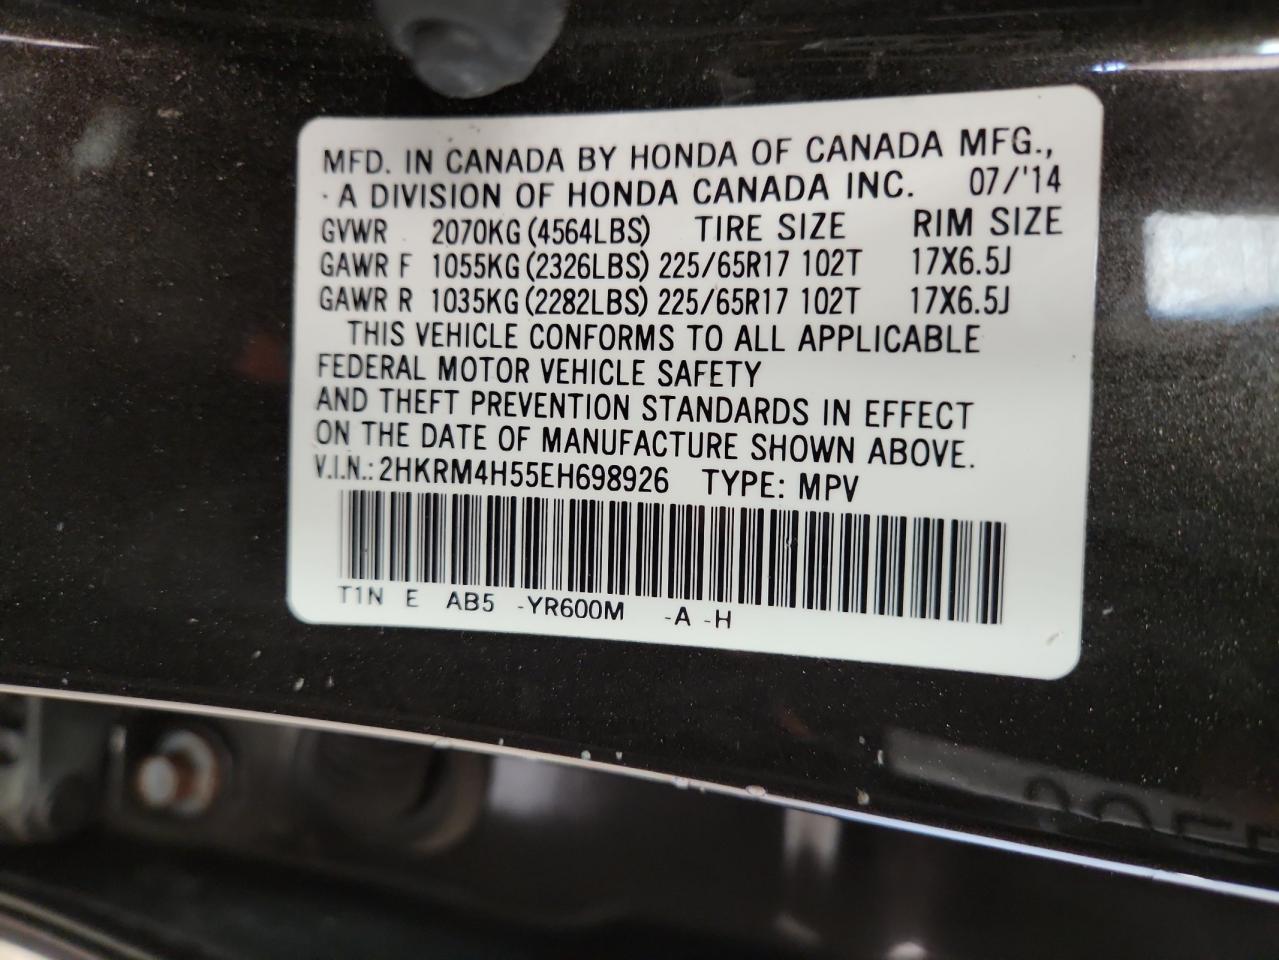 MFD. IN CANADA BY HONDA OF CANADA MFG.,
A DIVISION OF HONDA CANADA INC. 07/'14
GVWR 2070KG (4564LBS) TIRE SIZE RIM SIZE
GAWR F 1055KG (2326LBS) 225/65R17 102T 17X6.5J
GAWR R 1035KG (2282LBS) 225/65R17 102T 17X6.5J
THIS VEHICLE CONFORMS TO ALL APPLICABLE
FEDERAL MOTOR VEHICLE SAFETY
AND THEFT PREVENTION STANDARDS IN EFFECT
ON THE DATE OF MANUFACTURE SHOWN ABOVE.
V.I.N.: 2HKRM4H55EH698926 TYPE: MPV
T1N E AB5 -YR600M -A -H